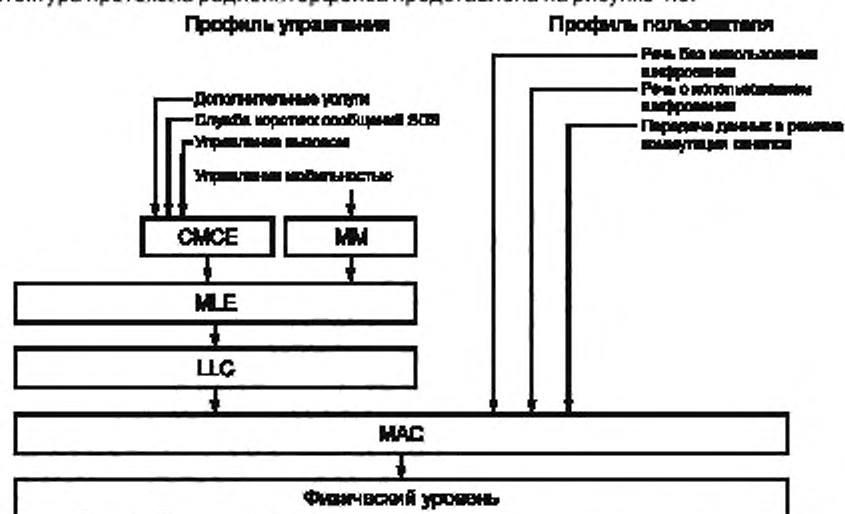 Профиль управления
Профиль пользователя
Речь без использования
шифрования
Речь с использованием
шифрования
Передача данных в режиме
коммутации каналов
Дополнительные услуги
Служба коротких сообщений
Управление вызовом
Управление мобильностью
CMCE
MM
MLE
LLC
MAC
Физический уровень